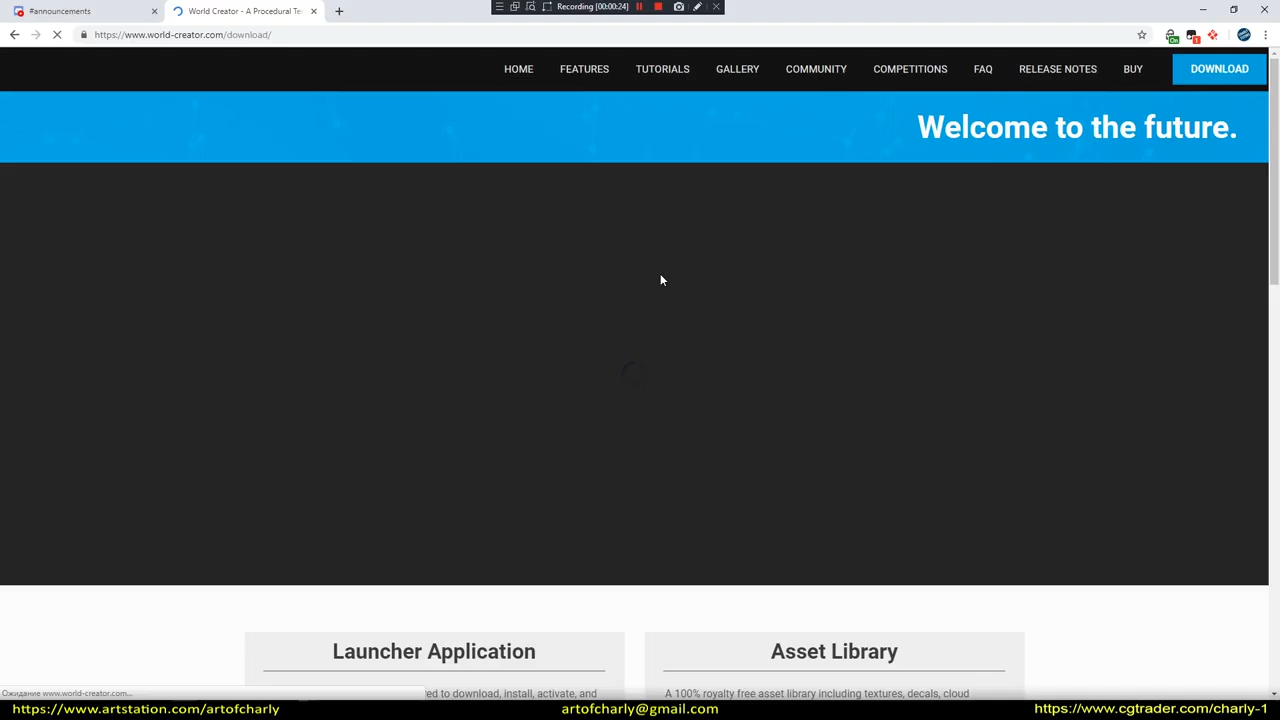 #announcements
World Creator - A Procedural Te
Recording [00:00:24]
https://www.world-creator.com/download/
On
1
HOME
FEATURES
TUTORIALS
GALLERY
COMMUNITY
COMPETITIONS
FAQ
RELEASE NOTES
BUY
DOWNLOAD
Welcome to the future.
Launcher Application
Asset Library
ed to download, install, activate, and
A 100% royalty free asset library including textures, decals, cloud
Ожидание www.world-creator.com...
https://www.artstation.com/artofcharly
artofcharly@gmail.com
https://www.cgtrader.com/charly-1